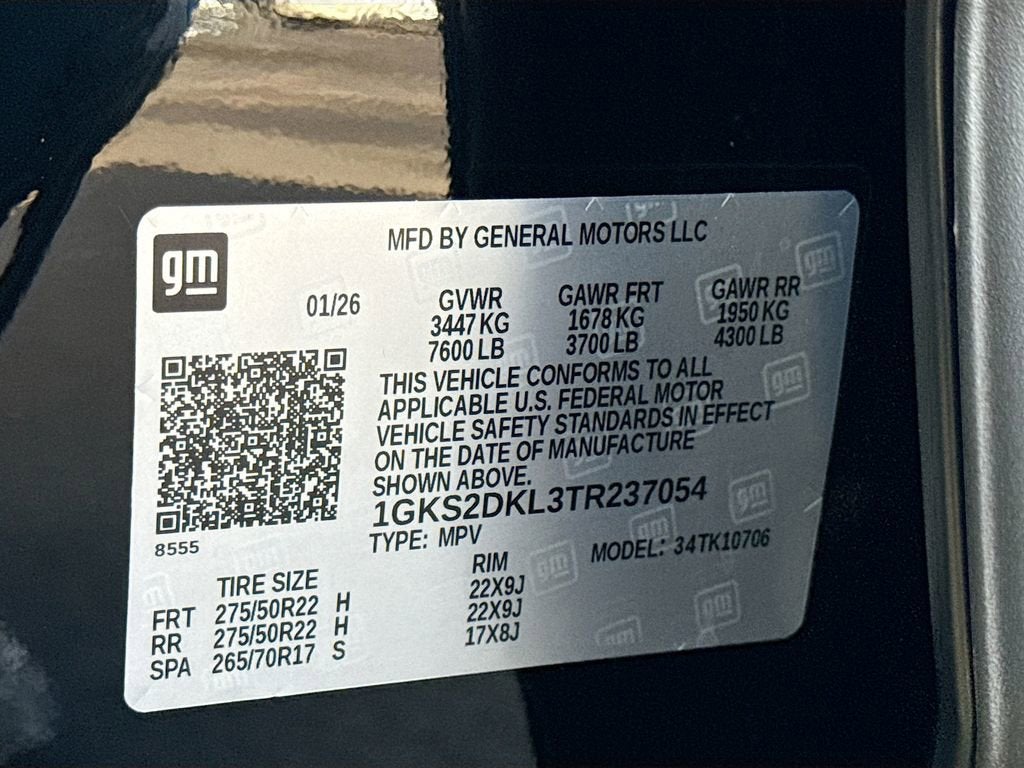 gm
MFD BY GENERAL MOTORS LLC
01/26
GVWR GAWR FRT GAWR RR
3447 KG 1678 KG 1950 KG
7600 LB 3700 LB 4300 LB
THIS VEHICLE CONFORMS TO ALL
APPLICABLE U.S. FEDERAL MOTOR
VEHICLE SAFETY STANDARDS IN EFFECT
ON THE DATE OF MANUFACTURE
SHOWN ABOVE.
1GKS2DKL3TR237054
TYPE: MPV MODEL: 34TK10706
8555
TIRE SIZE RIM
FRT 275/50R22 H 22X9J
RR 275/50R22 H 22X9J
SPA 265/70R17 S 17X8J